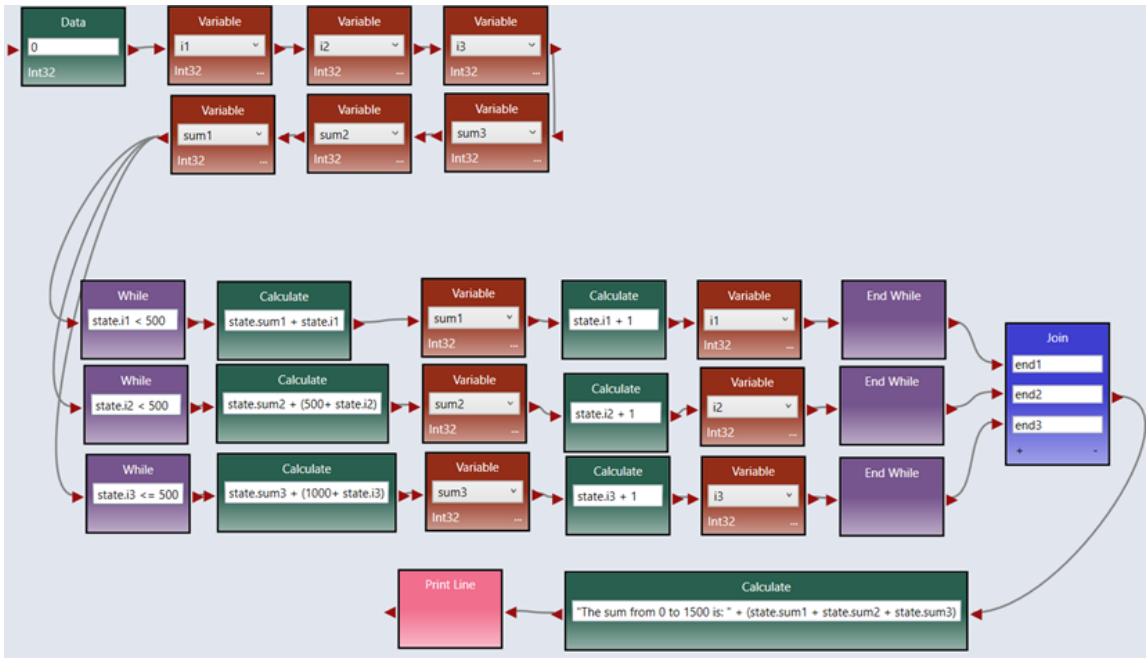 Data
0
Int32
Variable
i1
Int32 ...
Variable
i2
Int32 ...
Variable
i3
Int32 ...
Variable
sum1
Int32 ...
Variable
sum2
Int32 ...
Variable
sum3
Int32 ...
While
state.i1 < 500
Calculate
state.sum1 + state.i1
Variable
sum1
Int32 ...
Calculate
state.i1 + 1
Variable
i1
Int32 ...
End While
While
state.i2 < 500
Calculate
state.sum2 + (500+ state.i2)
Variable
sum2
Int32 ...
Calculate
state.i2 + 1
Variable
i2
Int32 ...
End While
While
state.i3 <= 500
Calculate
state.sum3 + (1000+ state.i3)
Variable
sum3
Int32 ...
Calculate
state.i3 + 1
Variable
i3
Int32 ...
End While
Join
end1
end2
end3
+ -
Print Line
Calculate
"The sum from 0 to 1500 is: " + (state.sum1 + state.sum2 + state.sum3)